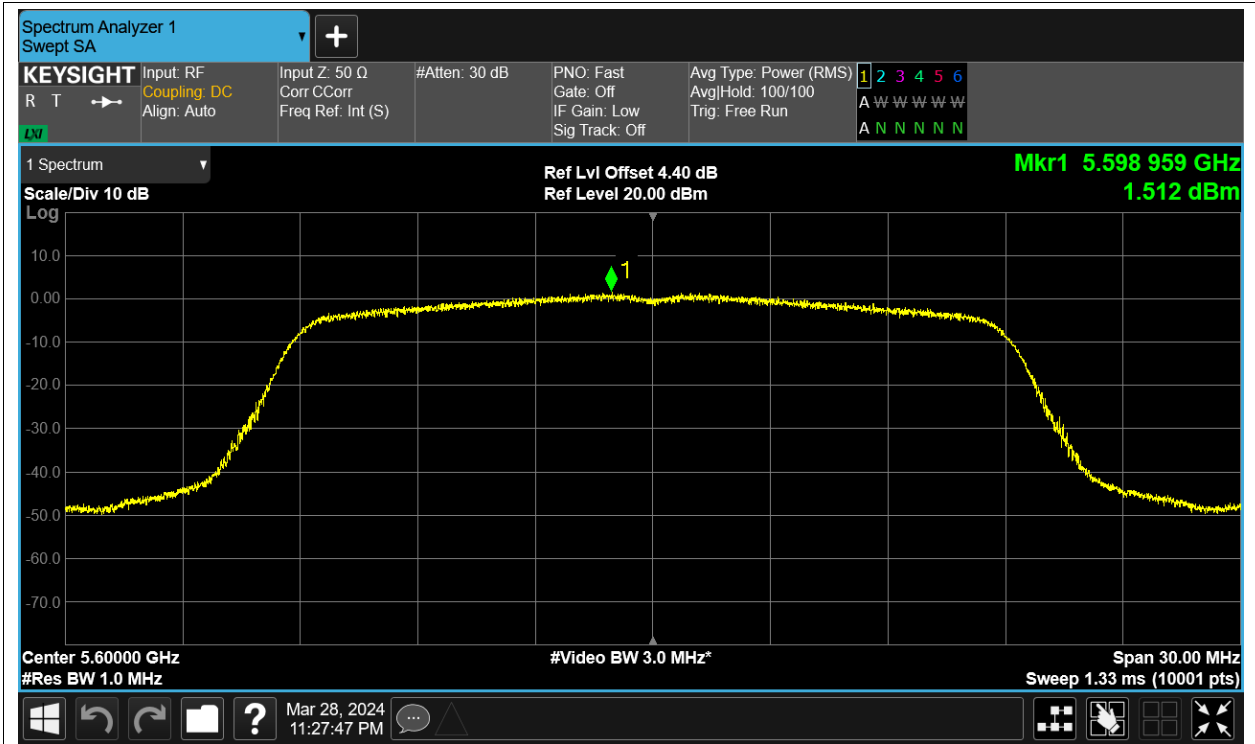 Spectrum Analyzer 1
Swept SA
KEYSIGHT
R T
LXI
Input: RF
Coupling: DC
Align: Auto
Input Z: 50 Ω
Corr CCorr
Freq Ref: Int (S)
#Atten: 30 dB
PNO: Fast
Gate: Off
IF Gain: Low
Sig Track: Off
Avg Type: Power (RMS)
Avg|Hold: 100/100
Trig: Free Run
1 2 3 4 5 6
A W W W W W
A N N N N N
1 Spectrum
Scale/Div 10 dB
Log
Ref Lvl Offset 4.40 dB
Ref Level 20.00 dBm
Mkr1 5.598 959 GHz
1.512 dBm
10.0
0.00
-10.0
-20.0
-30.0
-40.0
-50.0
-60.0
-70.0
1
Center 5.60000 GHz
#Res BW 1.0 MHz
#Video BW 3.0 MHz*
Span 30.00 MHz
Sweep 1.33 ms (10001 pts)
?
Mar 28, 2024
11:27:47 PM